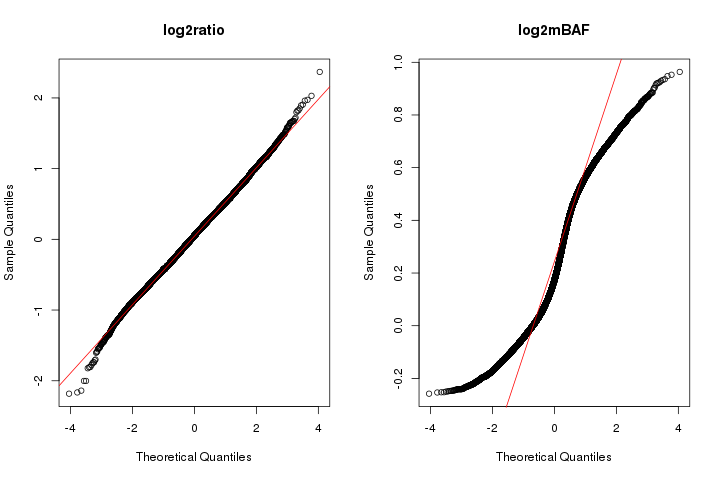 log2ratio
Sample Quantiles
2
1
0
-1
-2
-4 -2 0 2 4
Theoretical Quantiles
log2mBAF
Sample Quantiles
1.0
0.8
0.6
0.4
0.2
0.0
-0.2
-4 -2 0 2 4
Theoretical Quantiles